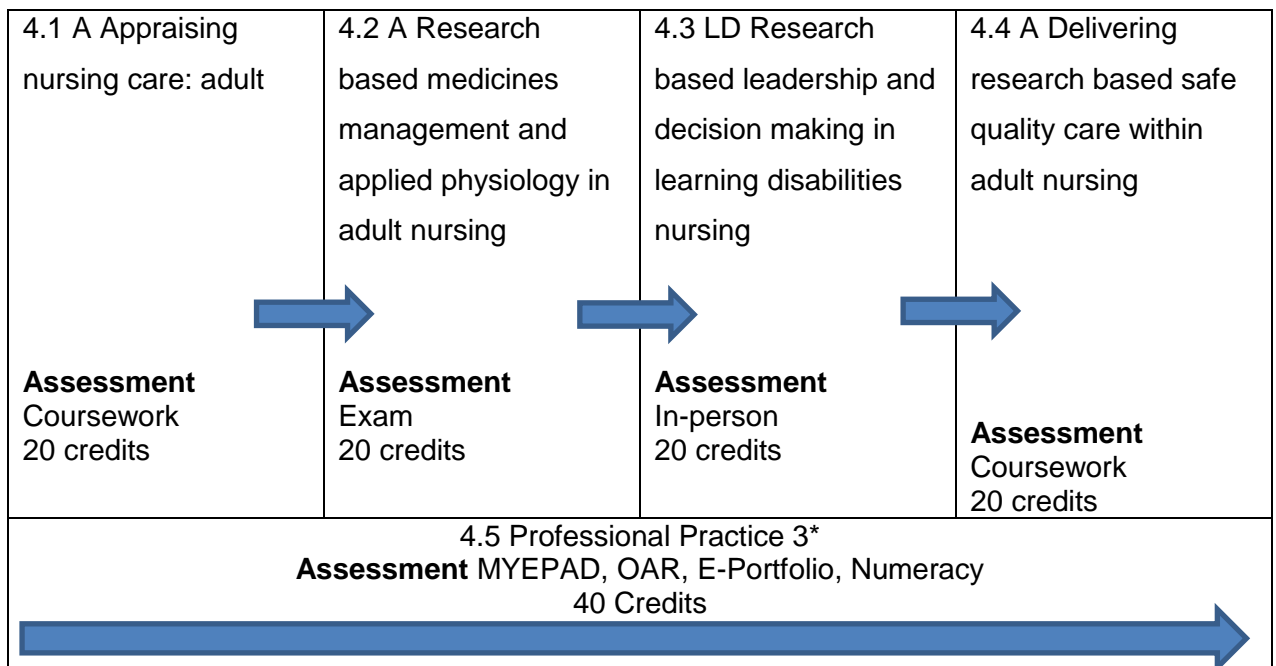 4.1 A Appraising
nursing care: adult
Assessment
Coursework
20 credits
4.2 A Research
based medicines
management and
applied physiology in
adult nursing
Assessment
Exam
20 credits
4.3 LD Research
based leadership and
decision making in
learning disabilities
nursing
Assessment
In-person
20 credits
4.4 A Delivering
research based safe
quality care within
adult nursing
Assessment
Coursework
20 credits
4.5 Professional Practice 3*
Assessment MYEPAD, OAR, E-Portfolio, Numeracy
40 Credits